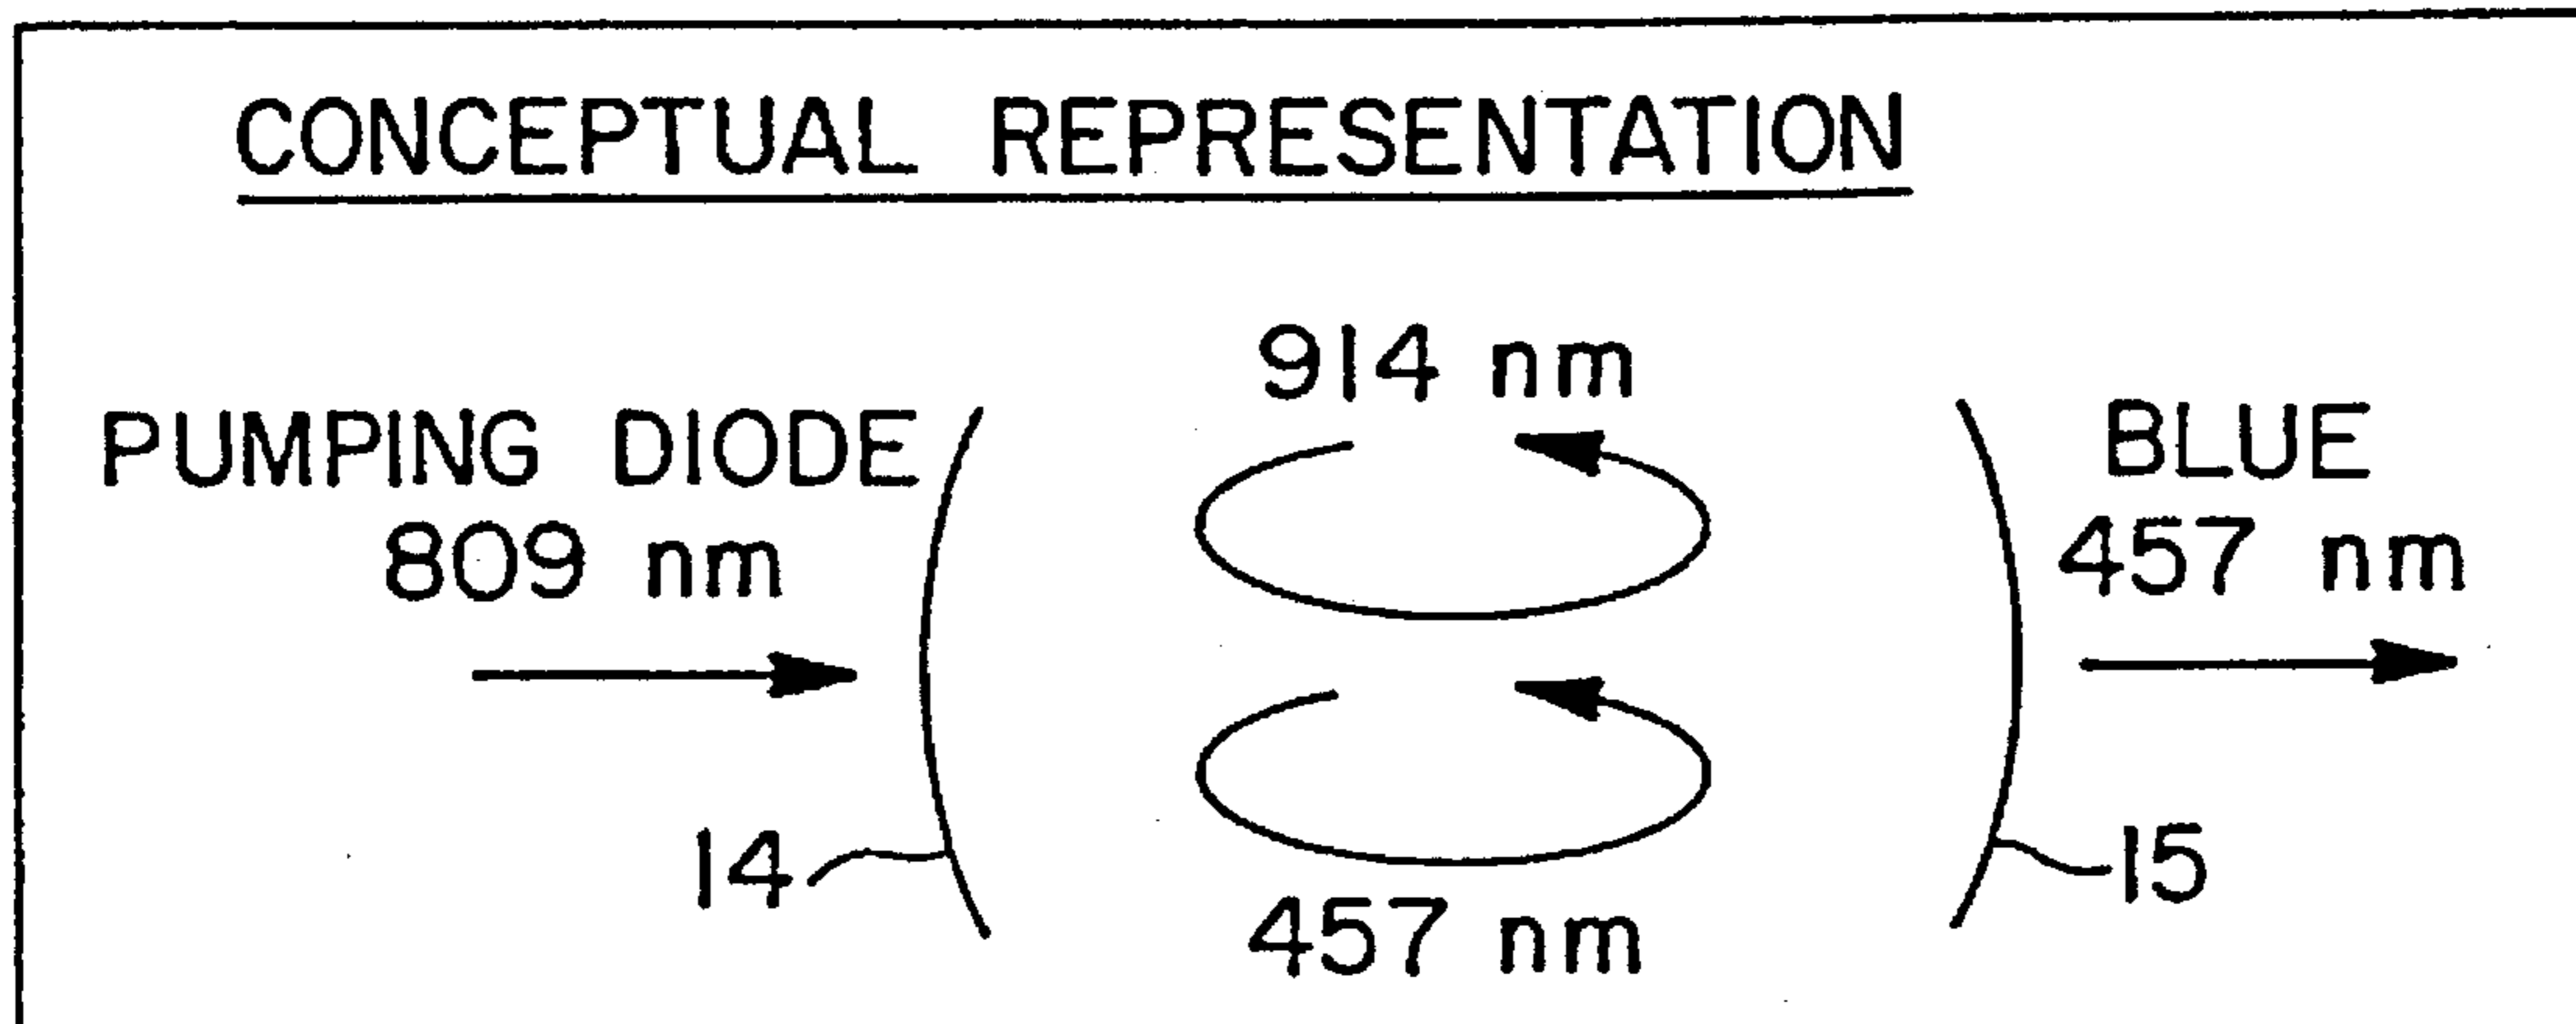 CONCEPTUAL REPRESENTATION
914 nm
PUMPING DIODE
809 nm
BLUE
457 nm
14
15
457 nm